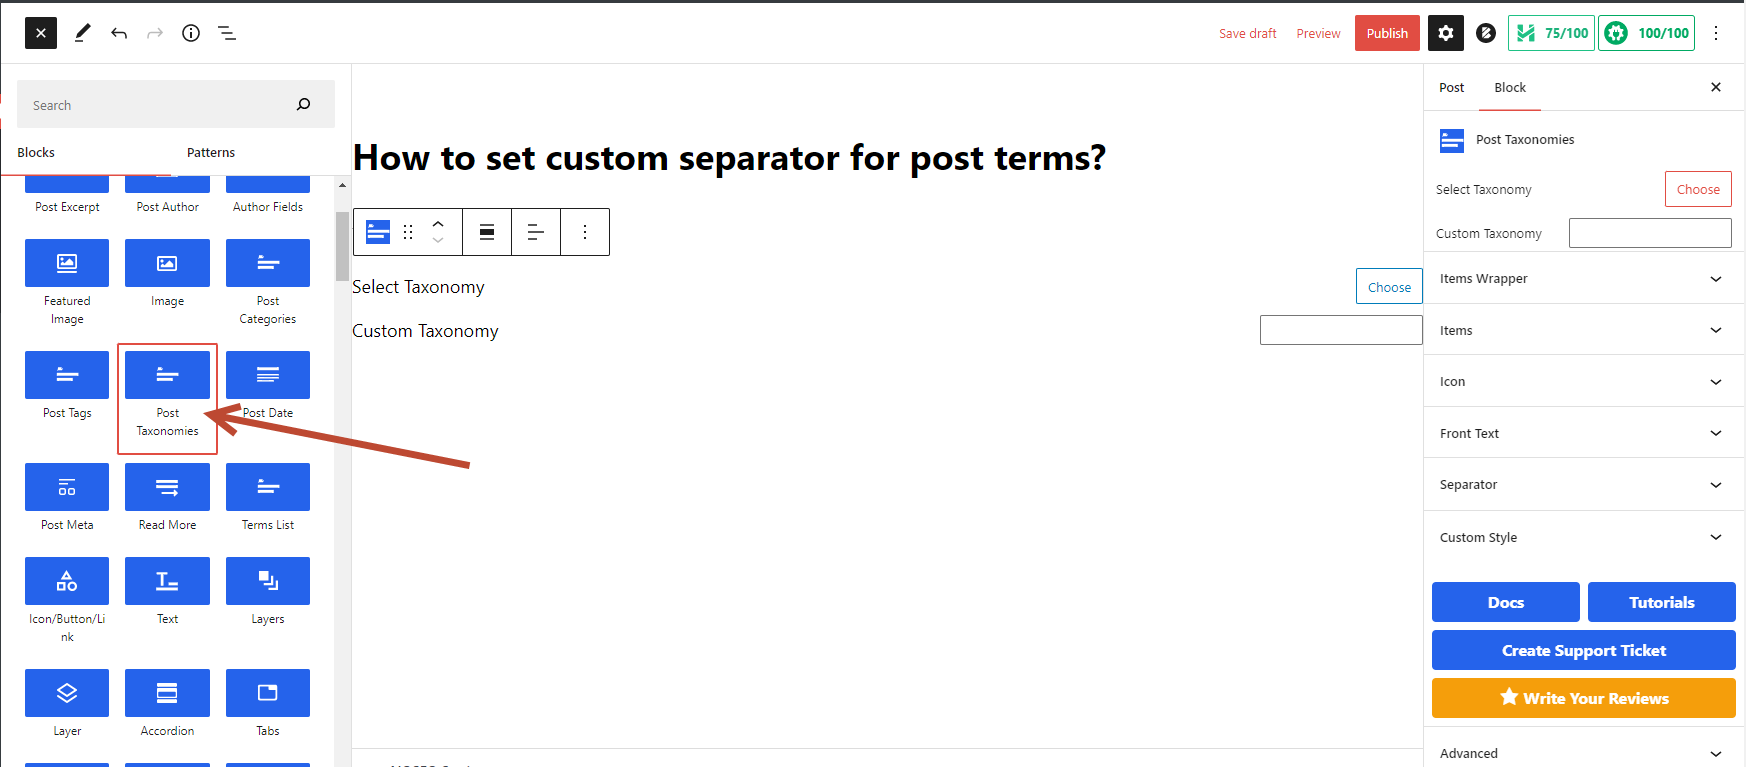 Save draft
Preview
Publish
75/100
100/100
Search
Blocks
Patterns
Post Excerpt
Post Author
Author Fields
Featured
Image
Image
Post
Categories
Post Tags
Post
Taxonomies
Post Date
Post Meta
Read More
Terms List
Icon/Button/Li
nk
Text
Layers
Layer
Accordion
Tabs
How to set custom separator for post terms?
Select Taxonomy
Choose
Custom Taxonomy
Post
Block
Post Taxonomies
Select Taxonomy
Choose
Custom Taxonomy
Items Wrapper
Items
Icon
Front Text
Separator
Custom Style
Docs
Tutorials
Create Support Ticket
Write Your Reviews
Advanced